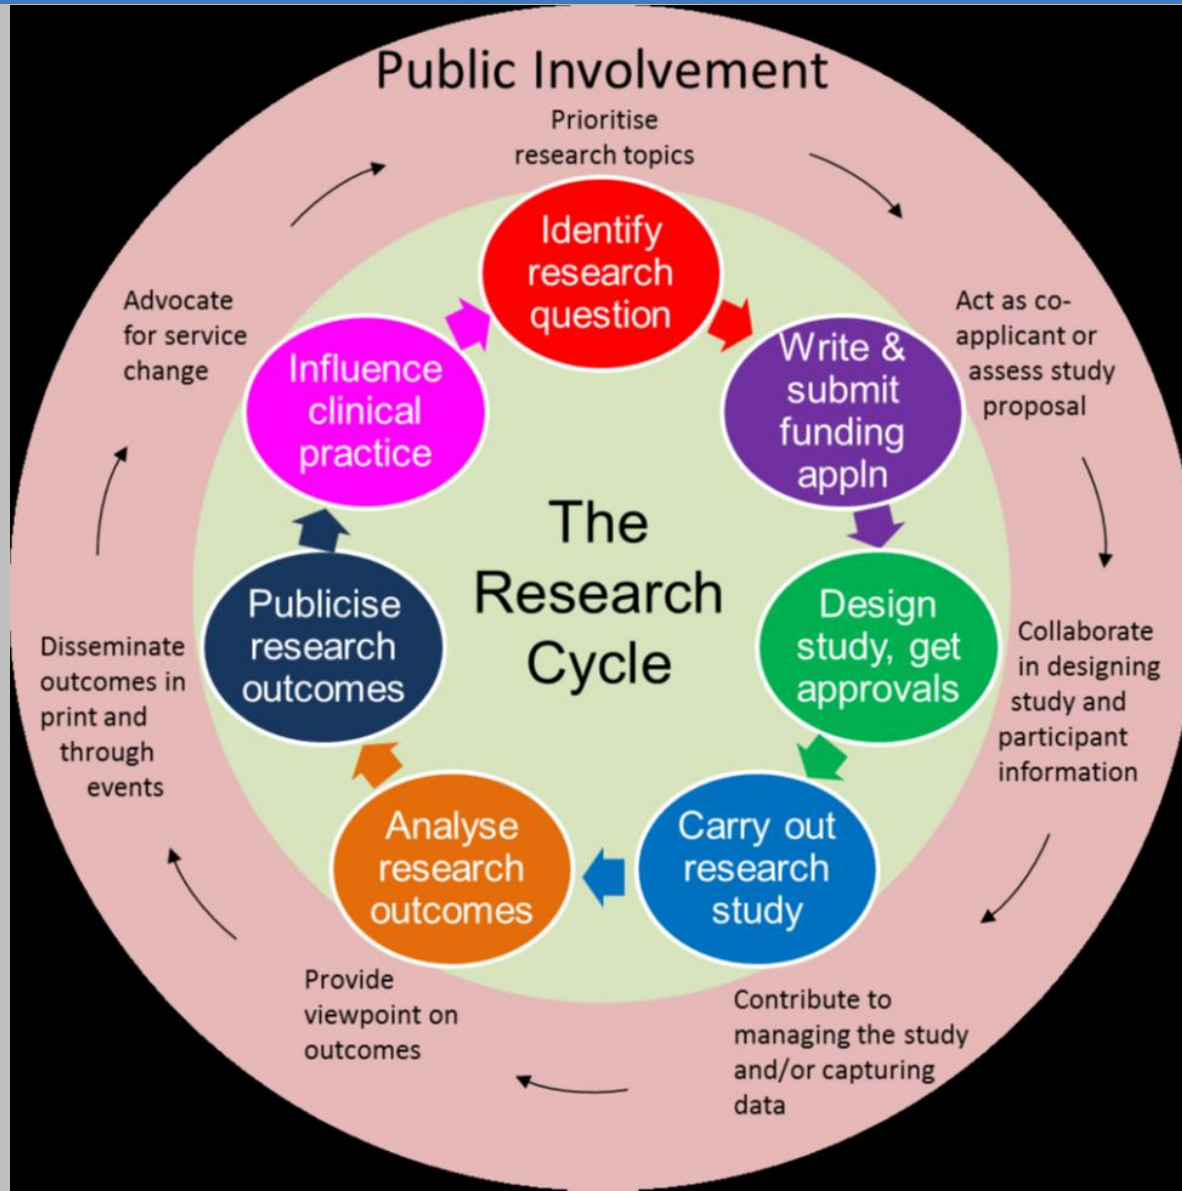 Public Involvement
Prioritise
research topics
Identify
research
question
Act as co-
applicant or
assess study
proposal
Write &
submit
funding
appln
Collaborate
in designing
study and
participant
information
Design
study, get
approvals
Contribute to
managing the study
and/or capturing
data
Carry out
research
study
Provide
viewpoint on
outcomes
Analyse
research
outcomes
Disseminate
outcomes in
print and
through
events
Publicise
research
outcomes
Advocate
for service
change
Influence
clinical
practice
The
Research
Cycle